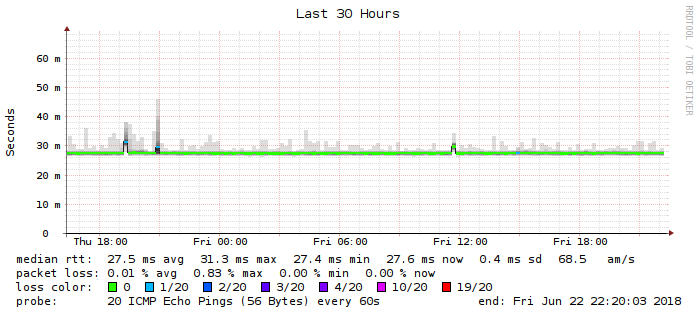 Last 30 Hours
RRDTOOL / TOBI OETIKER
Seconds
60 m
50 m
40 m
30 m
20 m
10 m
0
Thu 18:00 Fri 00:00 Fri 06:00 Fri 12:00 Fri 18:00
median rtt: 27.5 ms avg 31.3 ms max 27.4 ms min 27.6 ms now 0.4 ms sd 68.5 am/s
packet loss: 0.01 % avg 0.83 % max 0.00 % min 0.00 % now
loss color: 0 1/20 2/20 3/20 4/20 10/20 19/20
probe: 20 ICMP Echo Pings (56 Bytes) every 60s end: Fri Jun 22 22:20:03 2018